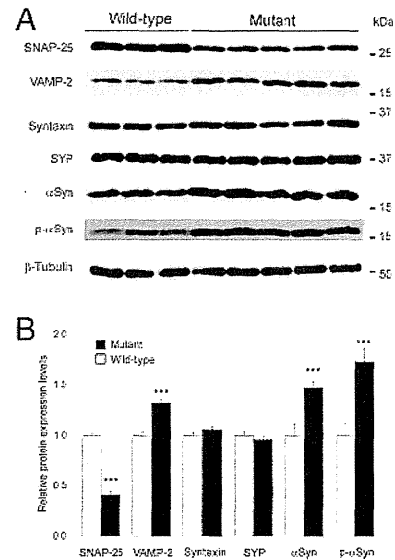 A
Wild-type Mutant kDa
SNAP-25
- 25
VAMP-2
- 15
- 37
Syntaxin
SYP - 37
αSyn
- 15
p-αSyn - 15
β-Tubulin - 50
B
Relative protein expression levels
2.0
1.5
1.0
0.5
0.0
Mutant
Wild-type
***
***
***
***
SNAP-25 VAMP-2 Syntaxin SYP αSyn p-αSyn